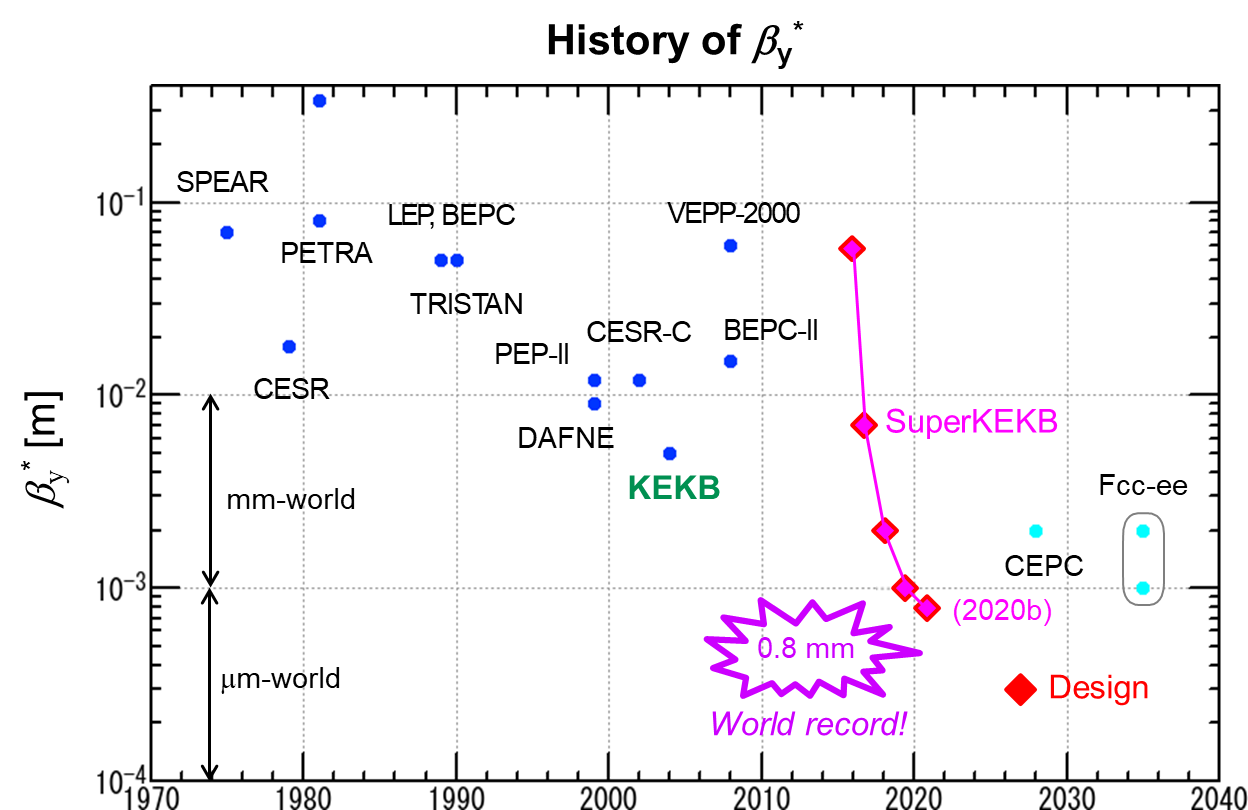 History of βy*
SPEAR
LEP, BEPC
VEPP-2000
PETRA
TRISTAN
CESR-C
BEPC-II
PEP-II
CESR
DAFNE
SuperKEKB
KEKB
mm-world
Fcc-ee
CEPC
(2020b)
0.8 mm
μm-world
Design
World record!
βy* [m]
10⁻¹
10⁻²
10⁻³
10⁻⁴
1970 1980 1990 2000 2010 2020 2030 2040